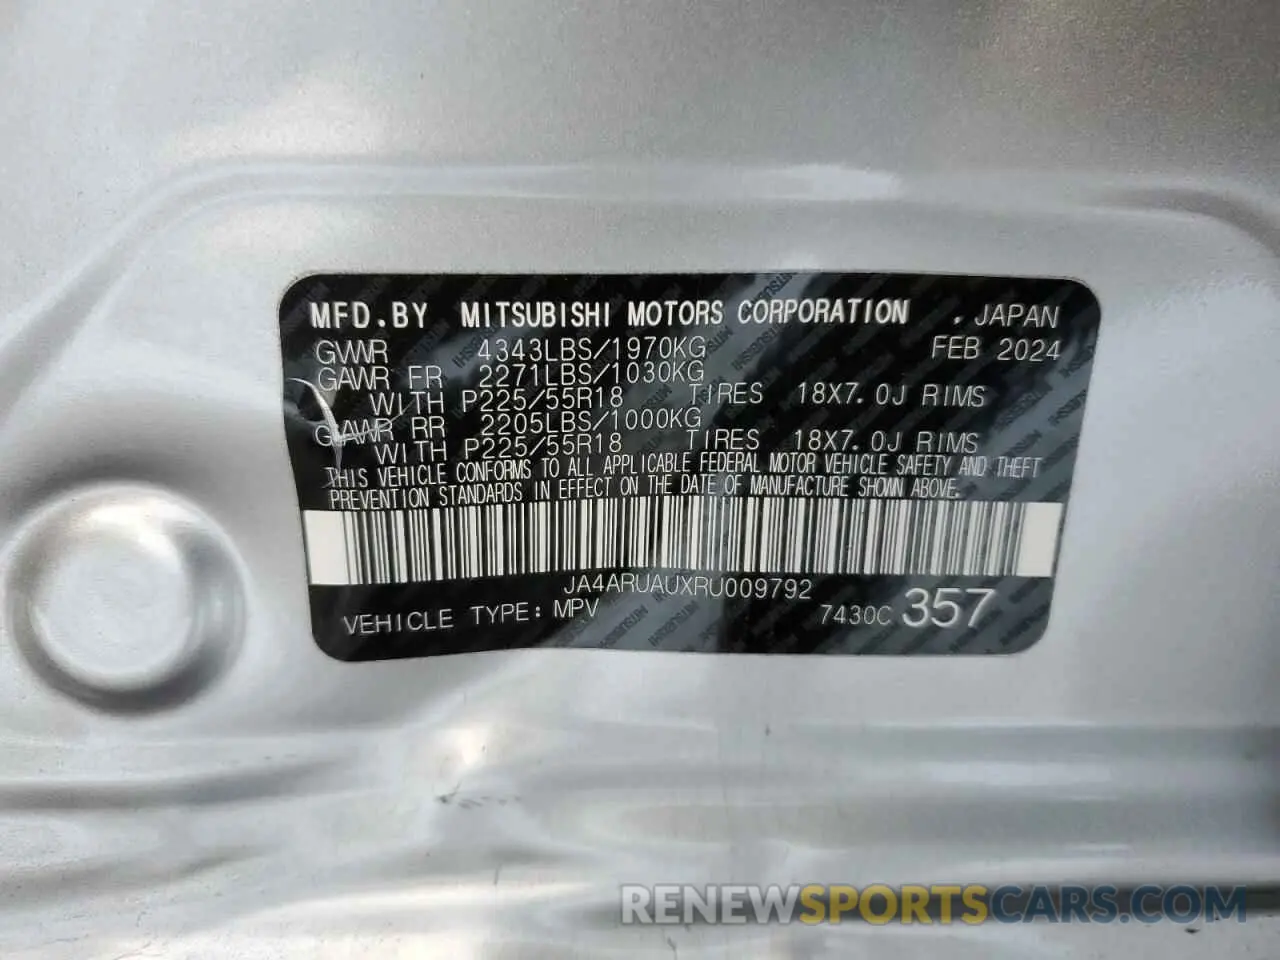 MFD.BY MITSUBISHI MOTORS CORPORATION . JAPAN
GVWR 4343LBS/1970KG FEB 2024
GAWR FR 2271LBS/1030KG
WITH P225/55R18 TIRES 18X7.0J RIMS
GAWR RR 2205LBS/1000KG
WITH P225/55R18 TIRES 18X7.0J RIMS
THIS VEHICLE CONFORMS TO ALL APPLICABLE FEDERAL MOTOR VEHICLE SAFETY AND THEFT
PREVENTION STANDARDS IN EFFECT ON THE DATE OF MANUFACTURE SHOWN ABOVE.
JA4ARUAUXRU009792
VEHICLE TYPE: MPV 7430C 357
RENEWSPORTSCARS.COM